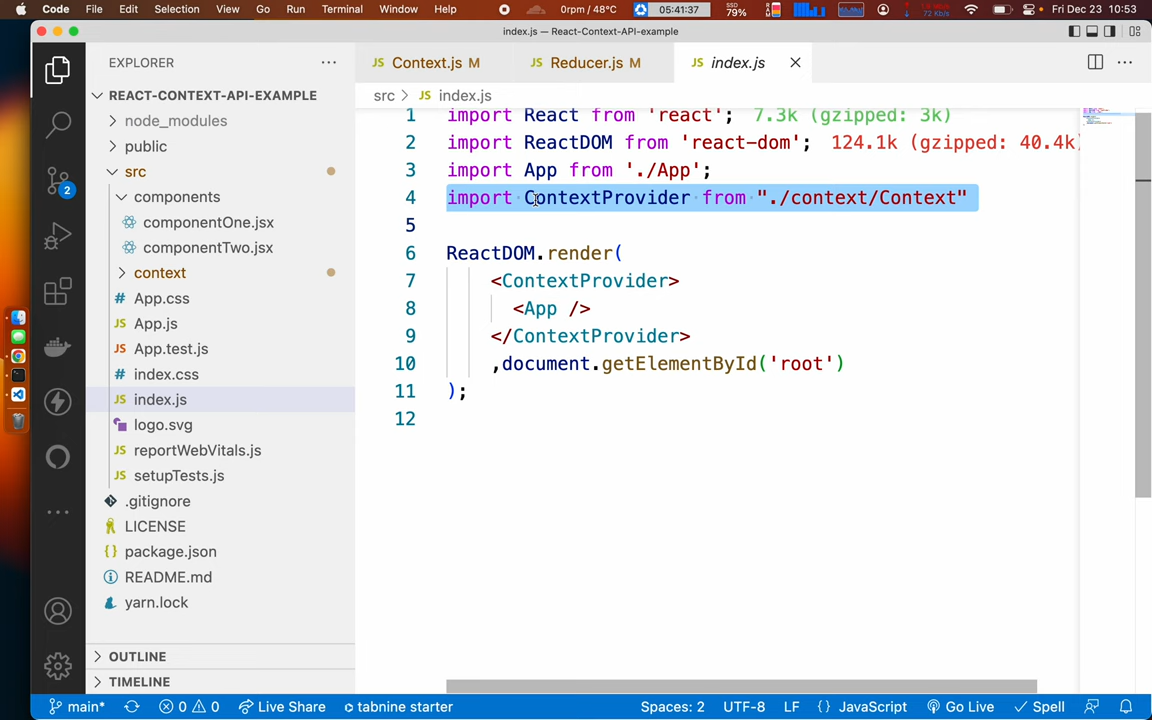 Code File Edit Selection View Go Run Terminal Window Help 0rpm / 48°C 05:41:37 SSD 79% 72 Kb/s Fri Dec 23 10:53
index.js — React-Context-API-example
EXPLORER
Context.js M
Reducer.js M
index.js
REACT-CONTEXT-API-EXAMPLE
node_modules
public
src
components
componentOne.jsx
componentTwo.jsx
context
App.css
App.js
App.test.js
index.css
index.js
logo.svg
reportWebVitals.js
setupTests.js
.gitignore
LICENSE
package.json
README.md
yarn.lock
OUTLINE
TIMELINE
2
src > JS index.js
1 import React from 'react'; 7.3k (gzipped: 3k)
2 import ReactDOM from 'react-dom'; 124.1k (gzipped: 40.4k)
3 import App from './App';
4 import ContextProvider from "./context/Context"
5
6 ReactDOM.render(
7 <ContextProvider>
8 <App />
9 </ContextProvider>
10 ,document.getElementById('root')
11 );
12
main* 0 0 Live Share tabnine starter Spaces: 2 UTF-8 LF {} JavaScript Go Live Spell